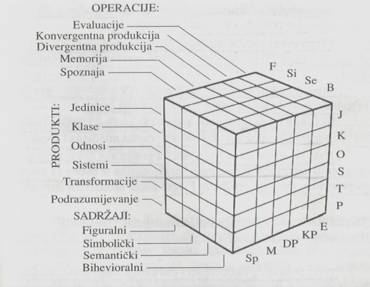 OPERACIJE:
Evaluacije
Konvergentna produkcija
Divergentna produkcija
Memorija
Spoznaja
F
Si
Se
B
PRODUKTI:
Jedinice
Klase
Odnosi
Sistemi
Transformacije
Podrazumijevanje
J
K
O
S
T
P
SADRŽAJI:
Figuralni
Simbolički
Semantički
Bihevioralni
Sp
M
DP
KP
E